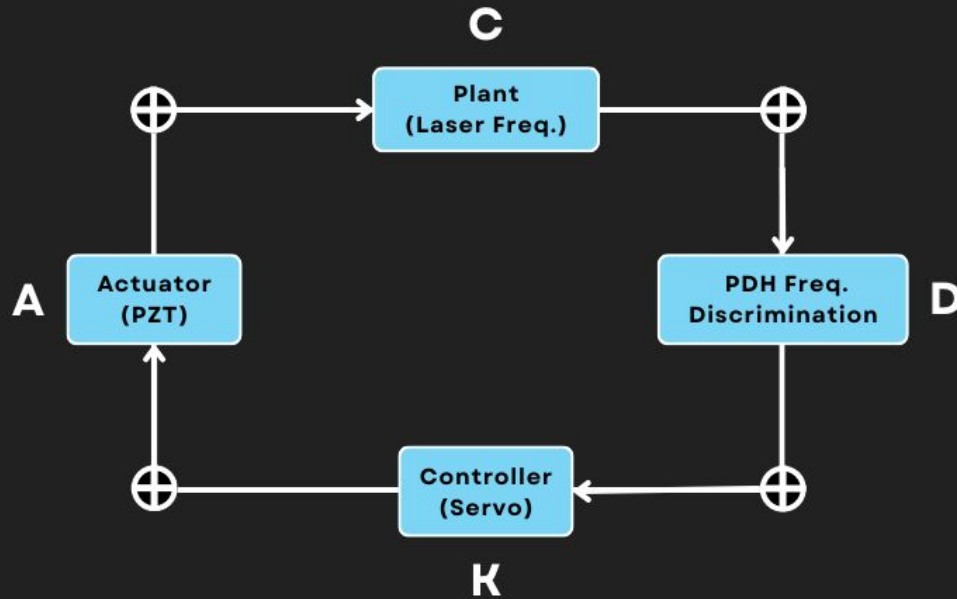 C
Plant
(Laser Freq.)
A
Actuator
(PZT)
PDH Freq.
Discrimination
D
Controller
(Servo)
K